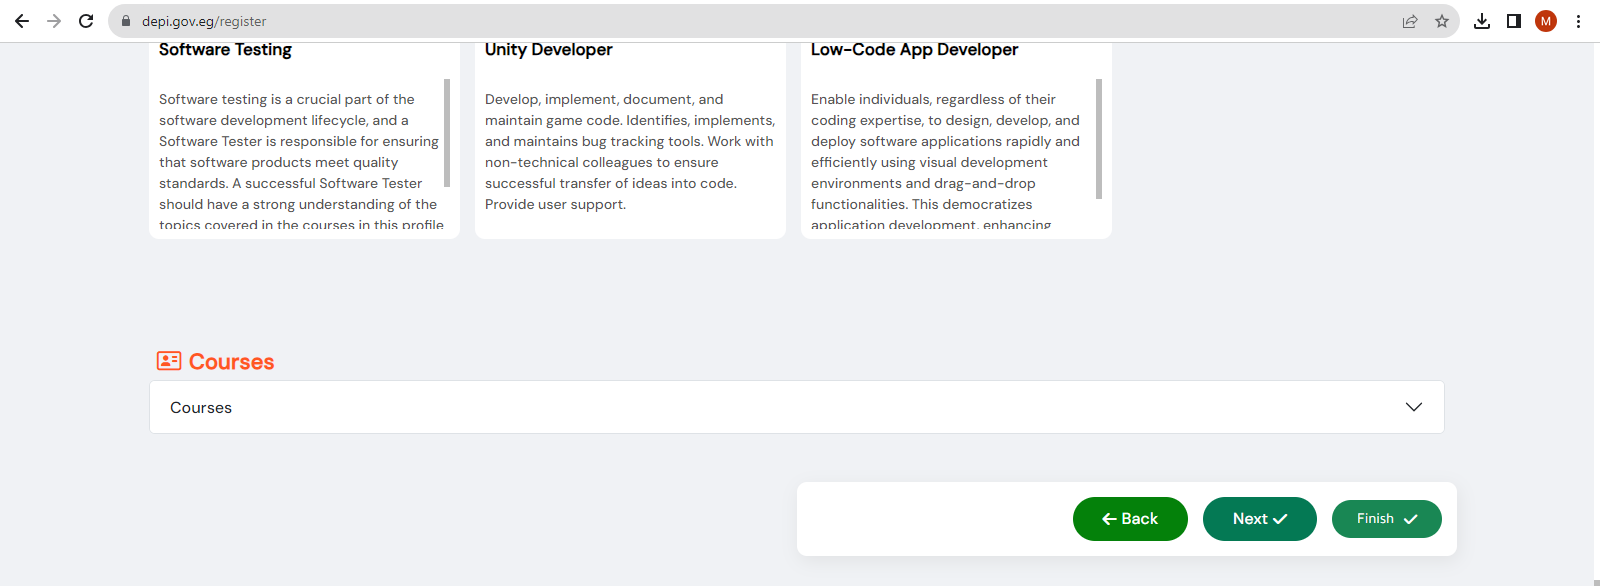 depi.gov.eg/register
M
Software Testing
Software testing is a crucial part of the
software development lifecycle, and a
Software Tester is responsible for ensuring
that software products meet quality
standards. A successful Software Tester
should have a strong understanding of the
topics covered in the courses in this profile
Unity Developer
Develop, implement, document, and
maintain game code. Identifies, implements,
and maintains bug tracking tools. Work with
non-technical colleagues to ensure
successful transfer of ideas into code.
Provide user support.
Low-Code App Developer
Enable individuals, regardless of their
coding expertise, to design, develop, and
deploy software applications rapidly and
efficiently using visual development
environments and drag-and-drop
functionalities. This democratizes
application development, enhancing
Courses
Courses
Back
Next
Finish